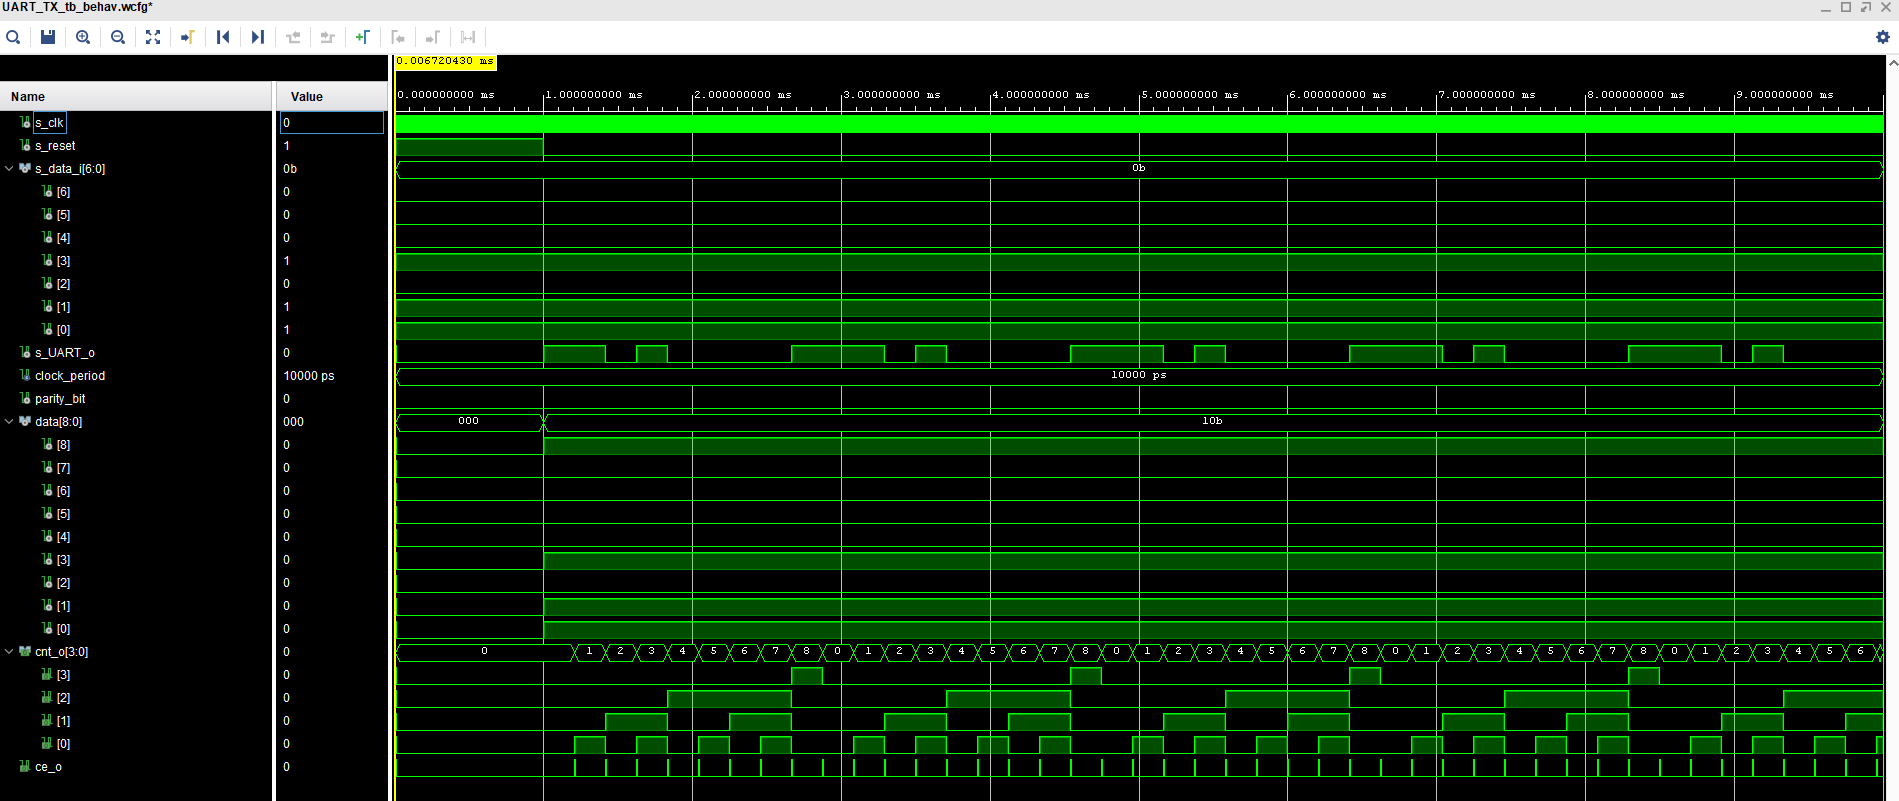 UART_TX_tb_behav.wcfg*
0.006720430 ms
0.000000000 ms 1.000000000 ms 2.000000000 ms 3.000000000 ms 4.000000000 ms 5.000000000 ms 6.000000000 ms 7.000000000 ms 8.000000000 ms 9.000000000 ms
Name Value
s_clk 0
s_reset 1
s_data_i[6:0] 0b 0b
[6] 0
[5] 0
[4] 0
[3] 1
[2] 0
[1] 1
[0] 1
s_UART_o 0
clock_period 10000 ps 10000 ps
parity_bit 0
data[8:0] 000 000 10b
[8] 0
[7] 0
[6] 0
[5] 0
[4] 0
[3] 0
[2] 0
[1] 0
[0] 0
cnt_o[3:0] 0 0 1 2 3 4 5 6 7 8 0 1 2 3 4 5 6 7 8 0 1 2 3 4 5 6 7 8 0 1 2 3 4 5 6 7 8 0 1 2 3 4 5 6
[3] 0
[2] 0
[1] 0
[0] 0
ce_o 0